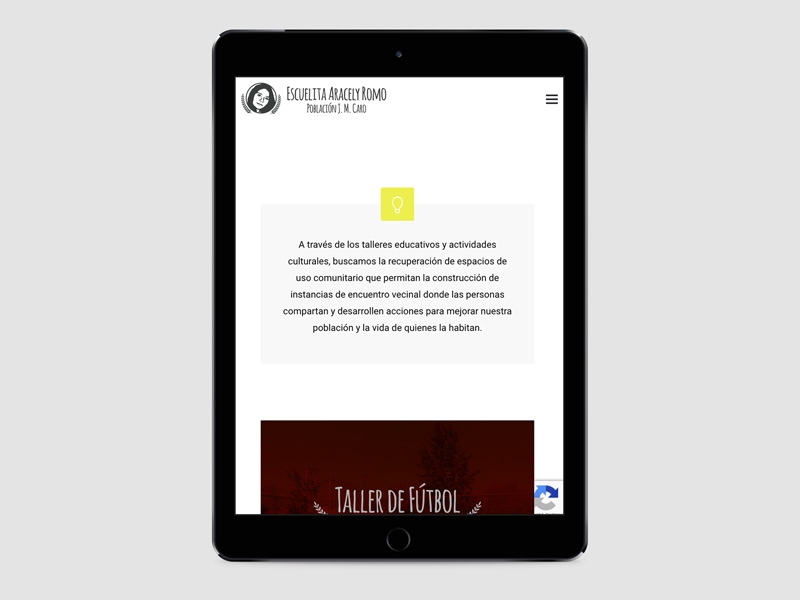 Escuelita Aracely Romo
Población J. M. Caro
A través de los talleres educativos y actividades
culturales, buscamos la recuperación de espacios de
uso comunitario que permitan la construcción de
instancias de encuentro vecinal donde las personas
compartan y desarrollen acciones para mejorar nuestra
población y la vida de quienes la habitan.
Taller de Fútbol